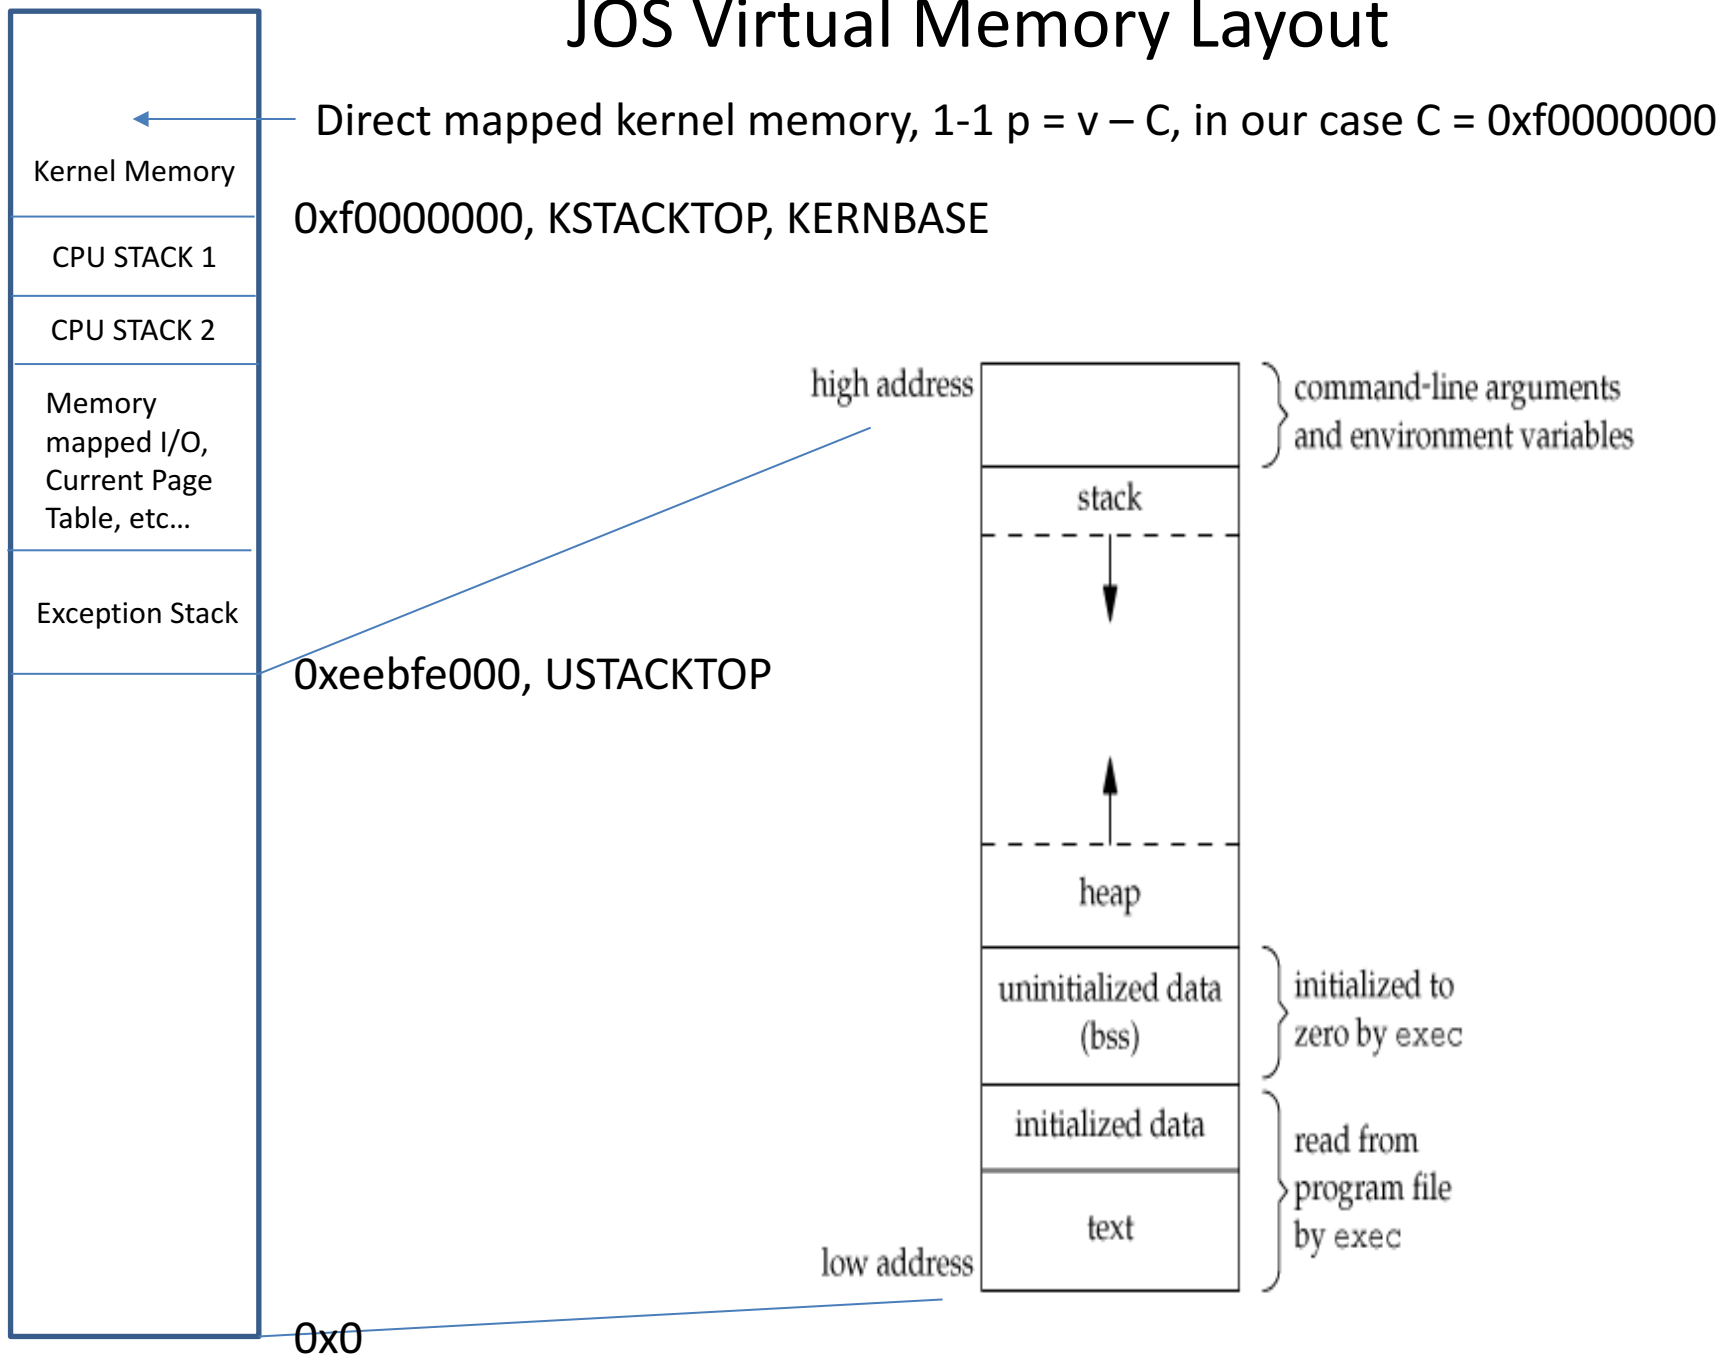 JOS Virtual Memory Layout
Direct mapped kernel memory, 1-1 p = v – C, in our case C = 0xf0000000
Kernel Memory
0xf0000000, KSTACKTOP, KERNBASE
CPU STACK 1
CPU STACK 2
Memory
mapped I/O,
Current Page
Table, etc…
Exception Stack
0xeebfe000, USTACKTOP
0x0
high address
command-line arguments
and environment variables
stack
heap
uninitialized data
(bss)
initialized to
zero by exec
initialized data
read from
program file
by exec
text
low address